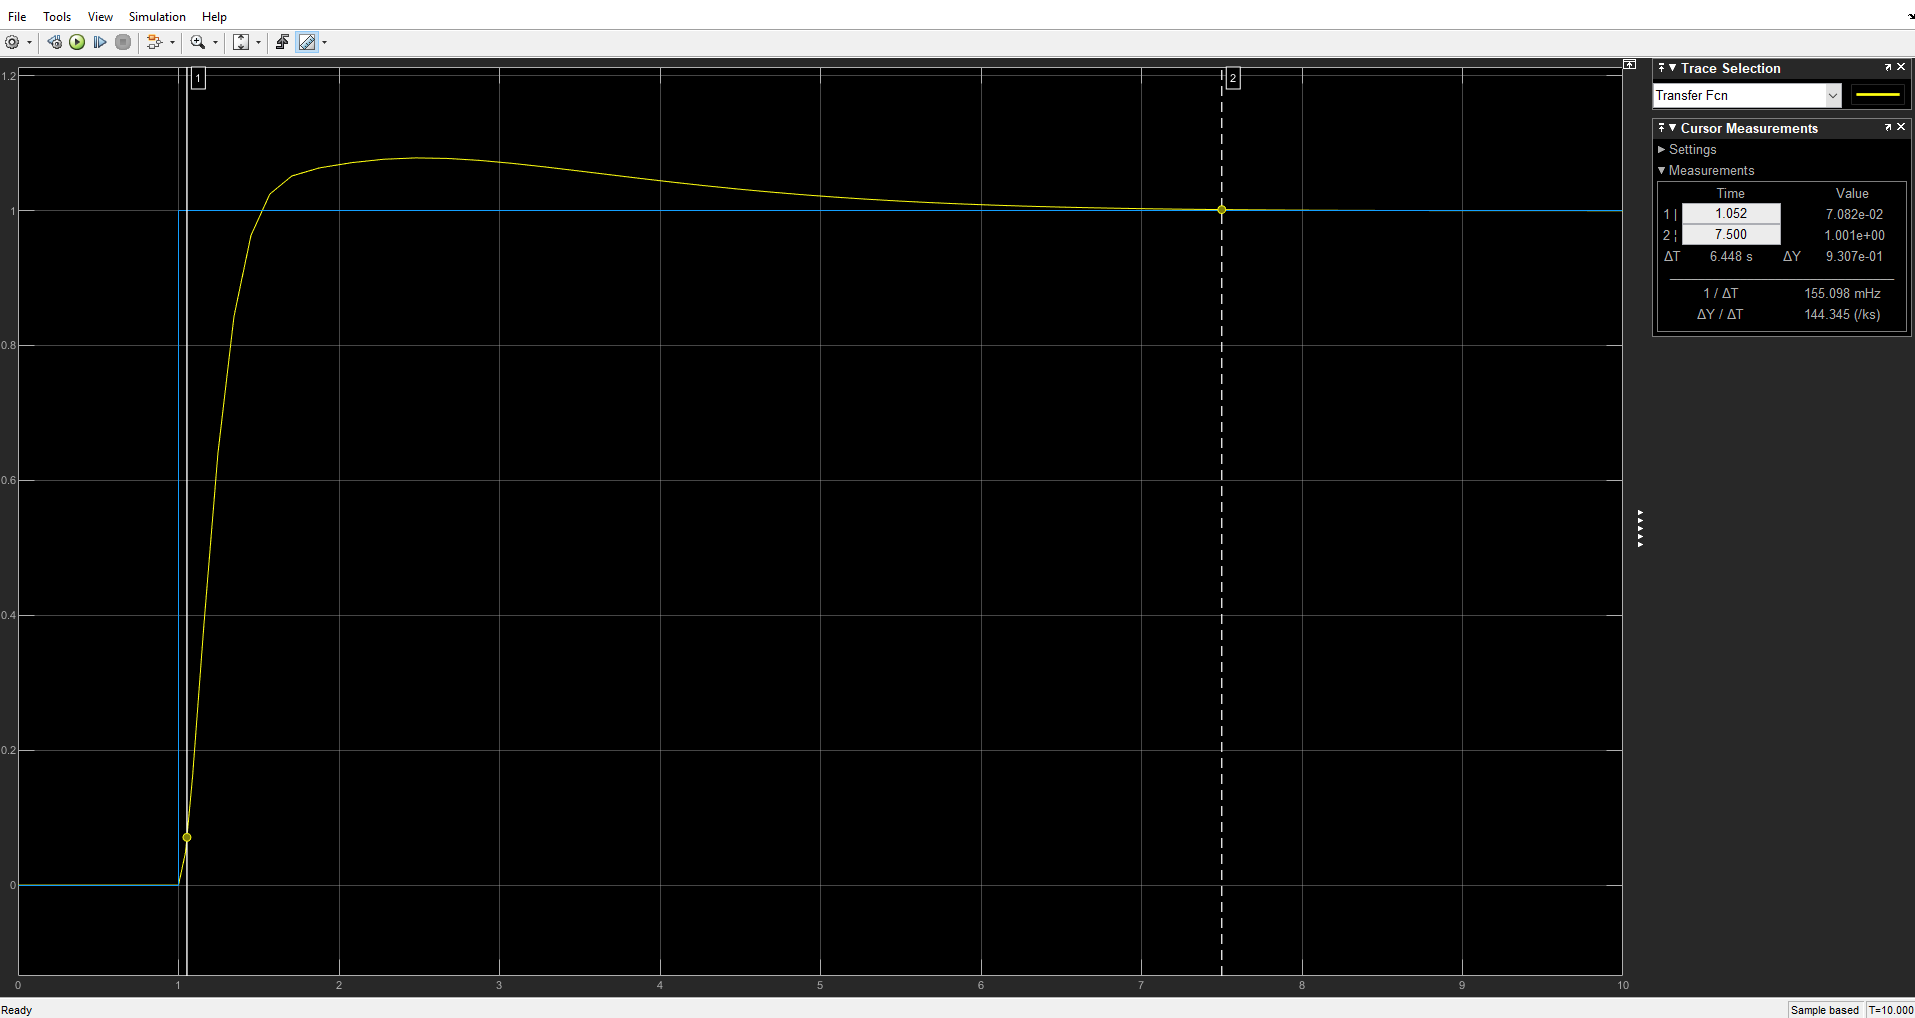 File Tools View Simulation Help
1.2
1
0.8
0.6
0.4
0.2
0
1
2
0 1 2 3 4 5 6 7 8 9 10
Trace Selection
Transfer Fcn
Cursor Measurements
Settings
Measurements
Time Value
1 | 1.052 7.082e-02
2 ¦ 7.500 1.001e+00
ΔT 6.448 s ΔY 9.307e-01
1 / ΔT 155.098 mHz
ΔY / ΔT 144.345 (/ks)
Ready Sample based T=10.000